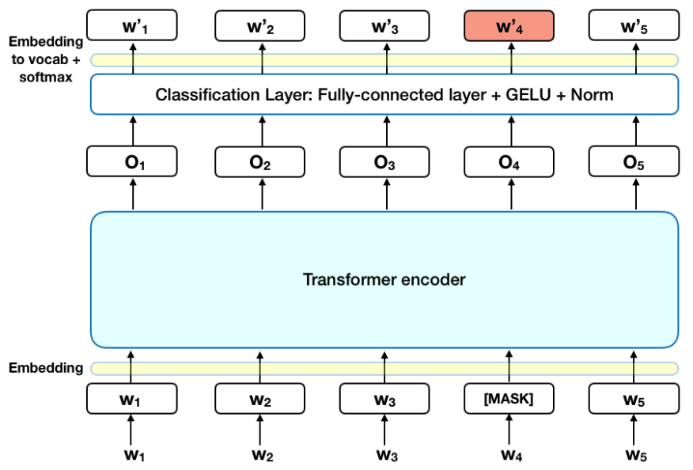 w’1 w’2 w’3 w’4 w’5
Embedding
to vocab +
softmax
Classification Layer: Fully-connected layer + GELU + Norm
O1 O2 O3 O4 O5
Transformer encoder
Embedding
w1 w2 w3 [MASK] w5
w1 w2 w3 w4 w5